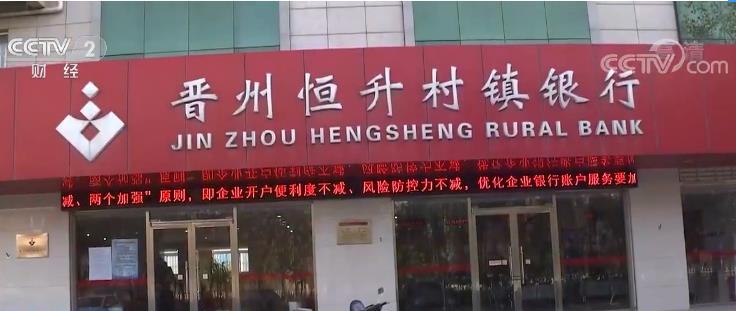 CCTV 2
财经
CCTV.com
高清
晋州恒升村镇银行
JIN ZHOU HENGSHENG RURAL BANK
减、两个加强”原则，即企业开户便利度不减、风险防控力不减，优化企业银行账户服务要加